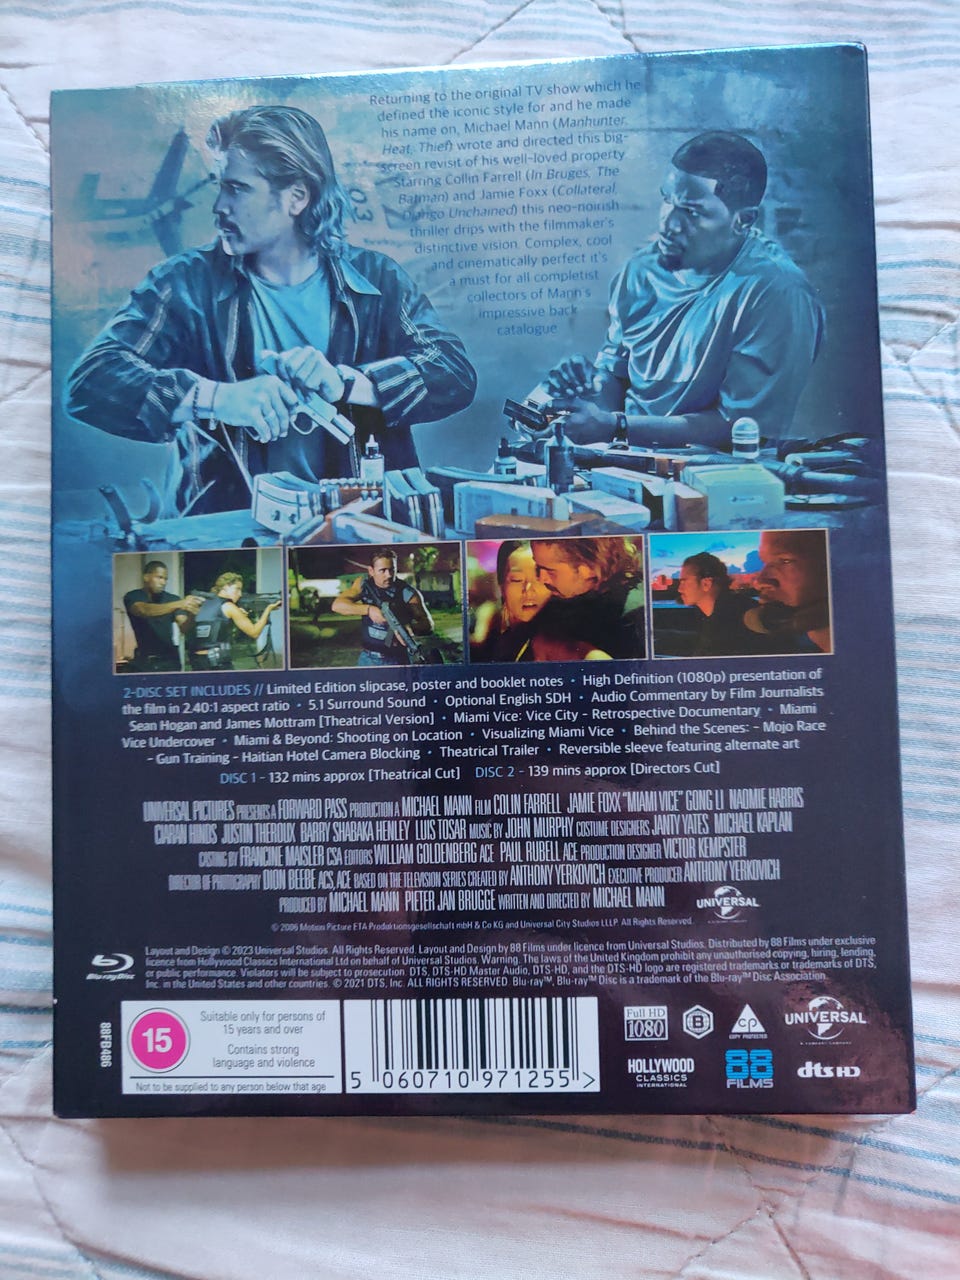 Returning to the original TV show which he
defined the iconic style for and he made
his name on, Michael Mann (Manhunter,
Heat, Thief) wrote and directed this big-
screen revisit of his well-loved property
Starring Collin Farrell (In Bruges, The
Batman) and Jamie Foxx (Collateral,
Django Unchained) this neo-noirish
thriller drips with the filmmaker's
distinctive vision. Complex, cool
and cinematically perfect it's
a must for all completist
collectors of Mann's
impressive back
catalogue
03
2-DISC SET INCLUDES // Limited Edition slipcase, poster and booklet notes • High Definition (1080p) presentation of
the film in 2.40:1 aspect ratio • 5.1 Surround Sound • Optional English SDH • Audio Commentary by Film Journalists
Sean Hogan and James Mottram [Theatrical Version] • Miami Vice: Vice City - Retrospective Documentary • Miami
Vice Undercover • Miami & Beyond: Shooting on Location • Visualizing Miami Vice • Behind the Scenes: - Mojo Race
- Gun Training - Haitian Hotel Camera Blocking • Theatrical Trailer • Reversible sleeve featuring alternate art
DISC 1 - 132 mins approx [Theatrical Cut] DISC 2 - 139 mins approx [Directors Cut]
UNIVERSAL PICTURES PRESENTS A FORWARD PASS PRODUCTION A MICHAEL MANN FILM COLIN FARRELL JAMIE FOXX "MIAMI VICE" GONG LI NAOMIE HARRIS
CIARAN HINDS JUSTIN THEROUX BARRY SHABAKA HENLEY LUIS TOSAR MUSIC BY JOHN MURPHY COSTUME DESIGNERS JANTY YATES MICHAEL KAPLAN
CASTING BY FRANCINE MAISLER CSA EDITORS WILLIAM GOLDENBERG ACE PAUL RUBELL ACE PRODUCTION DESIGNER VICTOR KEMPSTER
DIRECTOR OF PHOTOGRAPHY DION BEEBE ACS, ACE BASED ON THE TELEVISION SERIES CREATED BY ANTHONY YERKOVICH EXECUTIVE PRODUCER ANTHONY YERKOVICH
PRODUCED BY MICHAEL MANN PIETER JAN BRUGGE WRITTEN AND DIRECTED BY MICHAEL MANN
UNIVERSAL
© 2006 Motion Picture ETA Produktionsgesellschaft mbH & Co KG and Universal City Studios LLLP. All Rights Reserved.
Blu-ray Disc
Layout and Design © 2023 Universal Studios. All Rights Reserved. Layout and Design by 88 Films under licence from Universal Studios. Distributed by 88 Films under exclusive
licence from Hollywood Classics International Ltd on behalf of Universal Studios. Warning. The laws of the United Kingdom prohibit any unauthorised copying, hiring, lending,
or public performance. Violators will be subject to prosecution. DTS, DTS-HD Master Audio, DTS-HD, and the DTS-HD logo are registered trademarks or trademarks of DTS,
Inc. in the United States and other countries. © 2021 DTS, Inc. ALL RIGHTS RESERVED. Blu-ray™, Blu-ray™ Disc is a trademark of the Blu-ray™ Disc Association.
88FB486
15
Suitable only for persons of
15 years and over
Contains strong
language and violence
Not to be supplied to any person below that age
5 060710 971255 >
Full HD
1080
B
CP
COPY PROTECTED
UNIVERSAL
A COMCAST COMPANY
HOLLYWOOD
CLASSICS
INTERNATIONAL
88
FILMS
dts HD